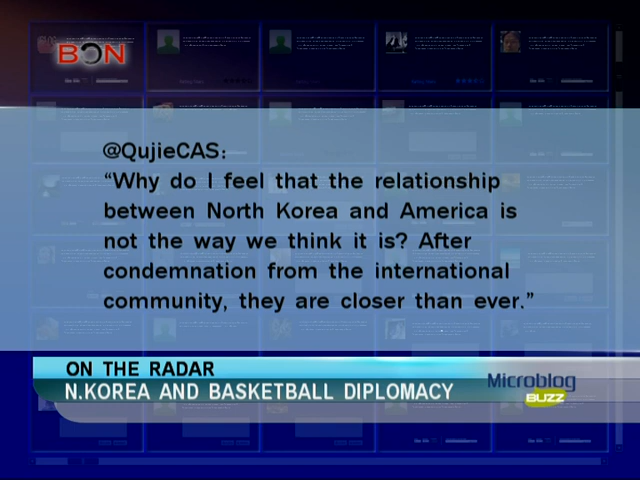 BON
@QujieCAS:
“Why do I feel that the relationship
between North Korea and America is
not the way we think it is? After
condemnation from the international
community, they are closer than ever.”
ON THE RADAR
N.KOREA AND BASKETBALL DIPLOMACY
Microblog
BUZZ